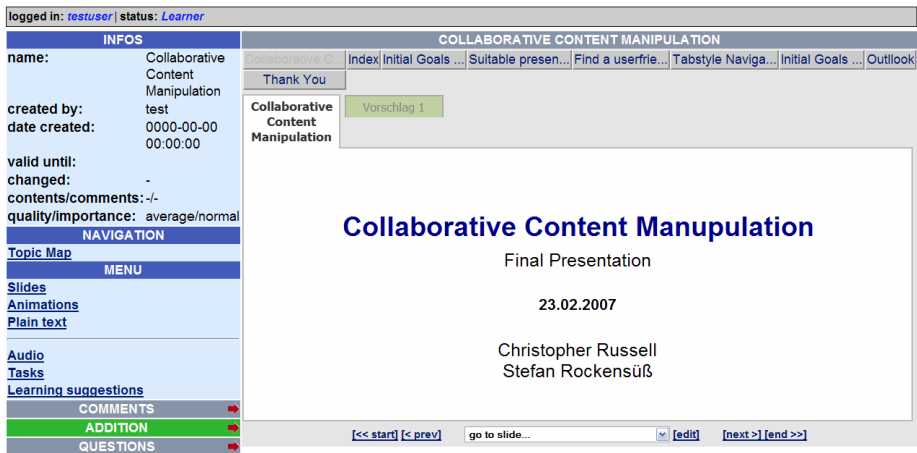 logged in: testuser | status: Learner
INFOS
name: Collaborative
Content
Manipulation
created by: test
date created: 0000-00-00
00:00:00
valid until:
changed: -
contents/comments: -/-
quality/importance: average/normal
NAVIGATION
Topic Map
MENU
Slides
Animations
Plain text
Audio
Tasks
Learning suggestions
COMMENTS
ADDITION
QUESTIONS
COLLABORATIVE CONTENT MANIPULATION
Collaborative C... Index Initial Goals ... Suitable presen... Find a userfrie... Tabstyle Naviga... Initial Goals ... Outllook
Thank You
Collaborative
Content
Manipulation
Vorschlag 1
Collaborative Content Manupulation
Final Presentation
23.02.2007
Christopher Russell
Stefan Rockensüß
[<< start] [< prev] go to slide... [edit] [next >] [end >>]